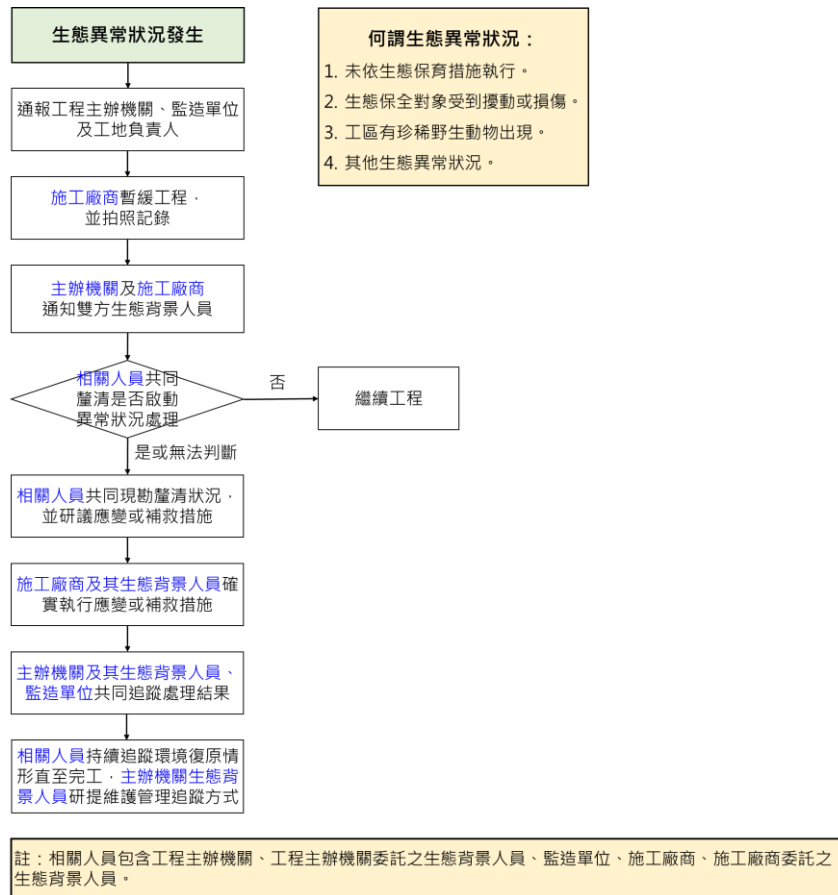 生態異常狀況發生
通報工程主辦機關、監造單位
及工地負責人
施工廠商暫緩工程，
並拍照記錄
主辦機關及施工廠商
通知雙方生態背景人員
相關人員共同
釐清是否啟動
異常狀況處理
否
繼續工程
是或無法判斷
相關人員共同現勘釐清狀況，
並研議應變或補救措施
施工廠商及其生態背景人員確
實執行應變或補救措施
主辦機關及其生態背景人員、
監造單位共同追蹤處理結果
相關人員持續追蹤環境復原情
形直至完工，主辦機關生態背
景人員研提維護管理追蹤方式
何謂生態異常狀況：
1. 未依生態保育措施執行。
2. 生態保全對象受到擾動或損傷。
3. 工區有珍稀野生動物出現。
4. 其他生態異常狀況。
註：相關人員包含工程主辦機關、工程主辦機關委託之生態背景人員、監造單位、施工廠商、施工廠商委託之
生態背景人員。